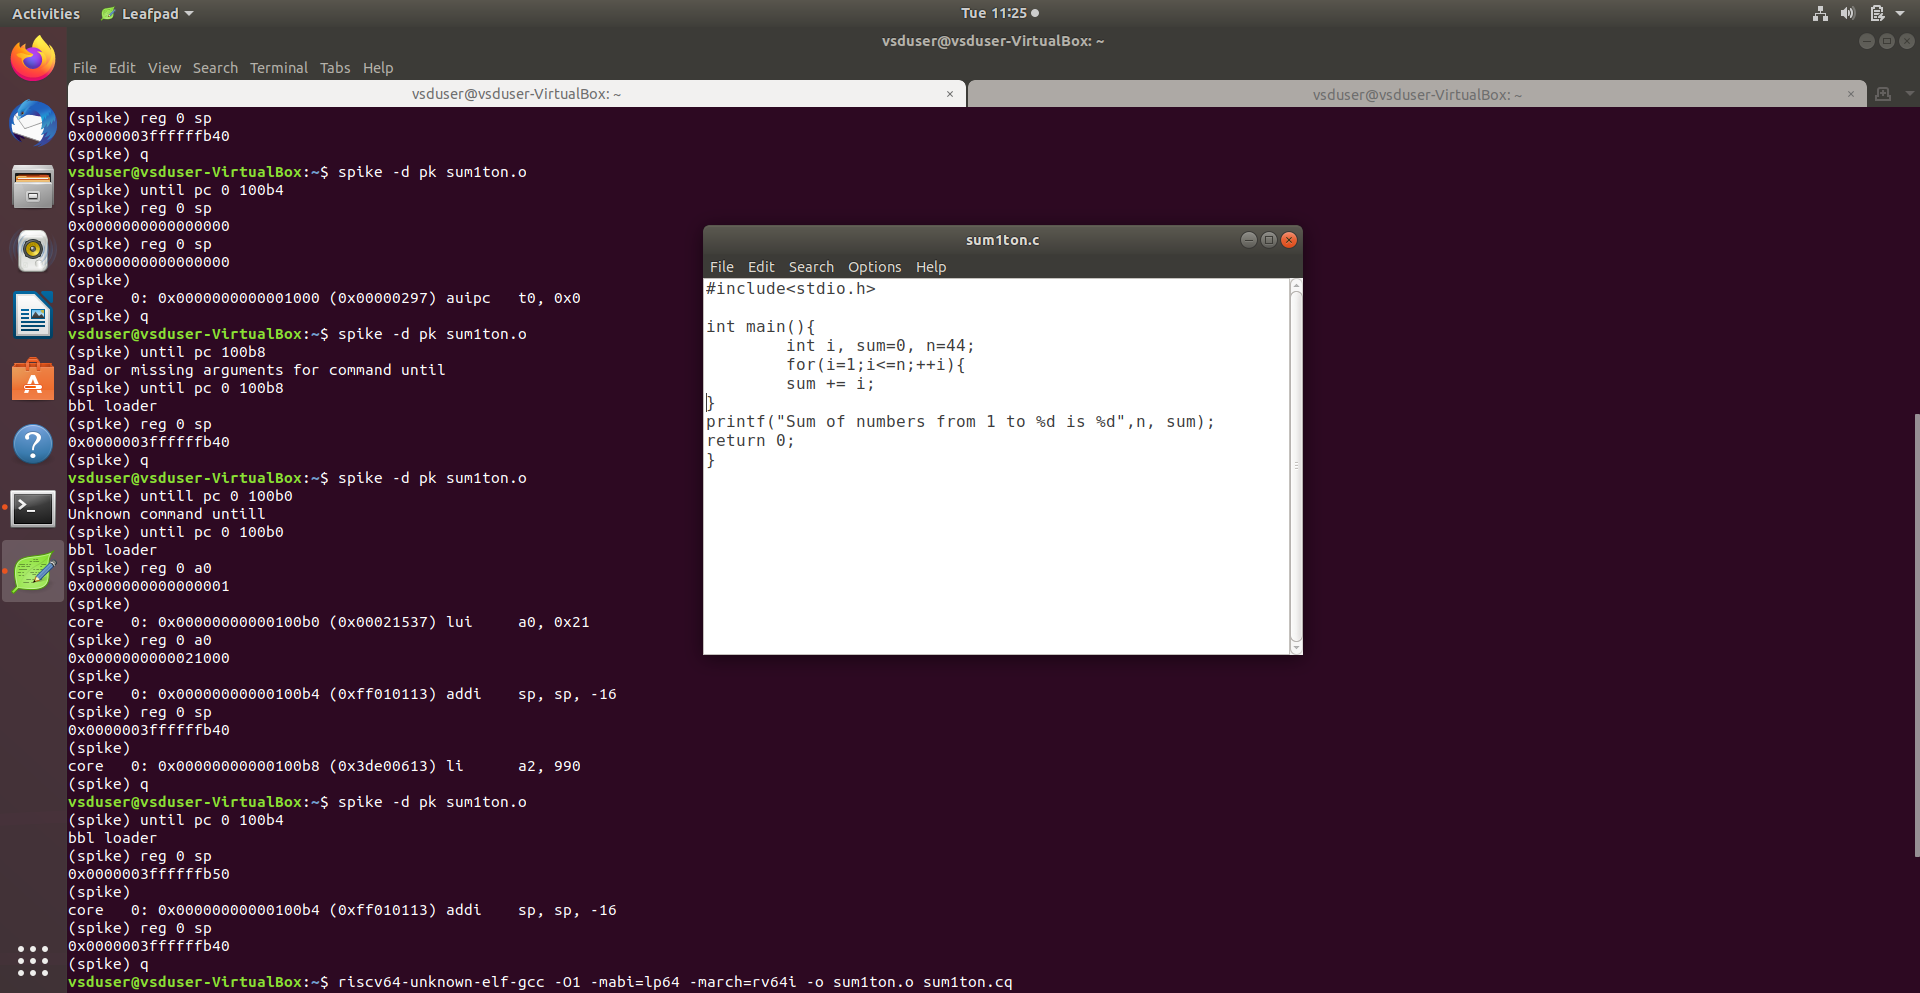 Activities Leafpad Tue 11:25
vsduser@vsduser-VirtualBox: ~
File Edit View Search Terminal Tabs Help
vsduser@vsduser-VirtualBox: ~ × vsduser@vsduser-VirtualBox: ~ ×
(spike) reg 0 sp
0x0000003ffffffb40
(spike) q
vsduser@vsduser-VirtualBox:~$ spike -d pk sum1ton.o
(spike) until pc 0 100b4
(spike) reg 0 sp
0x0000000000000000
(spike) reg 0 sp
0x0000000000000000
(spike)
core   0: 0x0000000000001000 (0x00000297) auipc   t0, 0x0
(spike) q
vsduser@vsduser-VirtualBox:~$ spike -d pk sum1ton.o
(spike) until pc 100b8
Bad or missing arguments for command until
(spike) until pc 0 100b8
bbl loader
(spike) reg 0 sp
0x0000003ffffffb40
(spike) q
vsduser@vsduser-VirtualBox:~$ spike -d pk sum1ton.o
(spike) untill pc 0 100b0
Unknown command untill
(spike) until pc 0 100b0
bbl loader
(spike) reg 0 a0
0x0000000000000001
(spike)
core   0: 0x00000000000100b0 (0x00021537) lui     a0, 0x21
(spike) reg 0 a0
0x0000000000021000
(spike)
core   0: 0x00000000000100b4 (0xff010113) addi    sp, sp, -16
(spike) reg 0 sp
0x0000003ffffffb40
(spike)
core   0: 0x00000000000100b8 (0x3de00613) li      a2, 990
(spike) q
vsduser@vsduser-VirtualBox:~$ spike -d pk sum1ton.o
(spike) until pc 0 100b4
bbl loader
(spike) reg 0 sp
0x0000003ffffffb50
(spike)
core   0: 0x00000000000100b4 (0xff010113) addi    sp, sp, -16
(spike) reg 0 sp
0x0000003ffffffb40
(spike) q
vsduser@vsduser-VirtualBox:~$ riscv64-unknown-elf-gcc -O1 -mabi=lp64 -march=rv64i -o sum1ton.o sum1ton.cq
sum1ton.c
File Edit Search Options Help
#include<stdio.h>
int main(){
        int i, sum=0, n=44;
        for(i=1;i<=n;++i){
        sum += i;
}
printf("Sum of numbers from 1 to %d is %d",n, sum);
return 0;
}